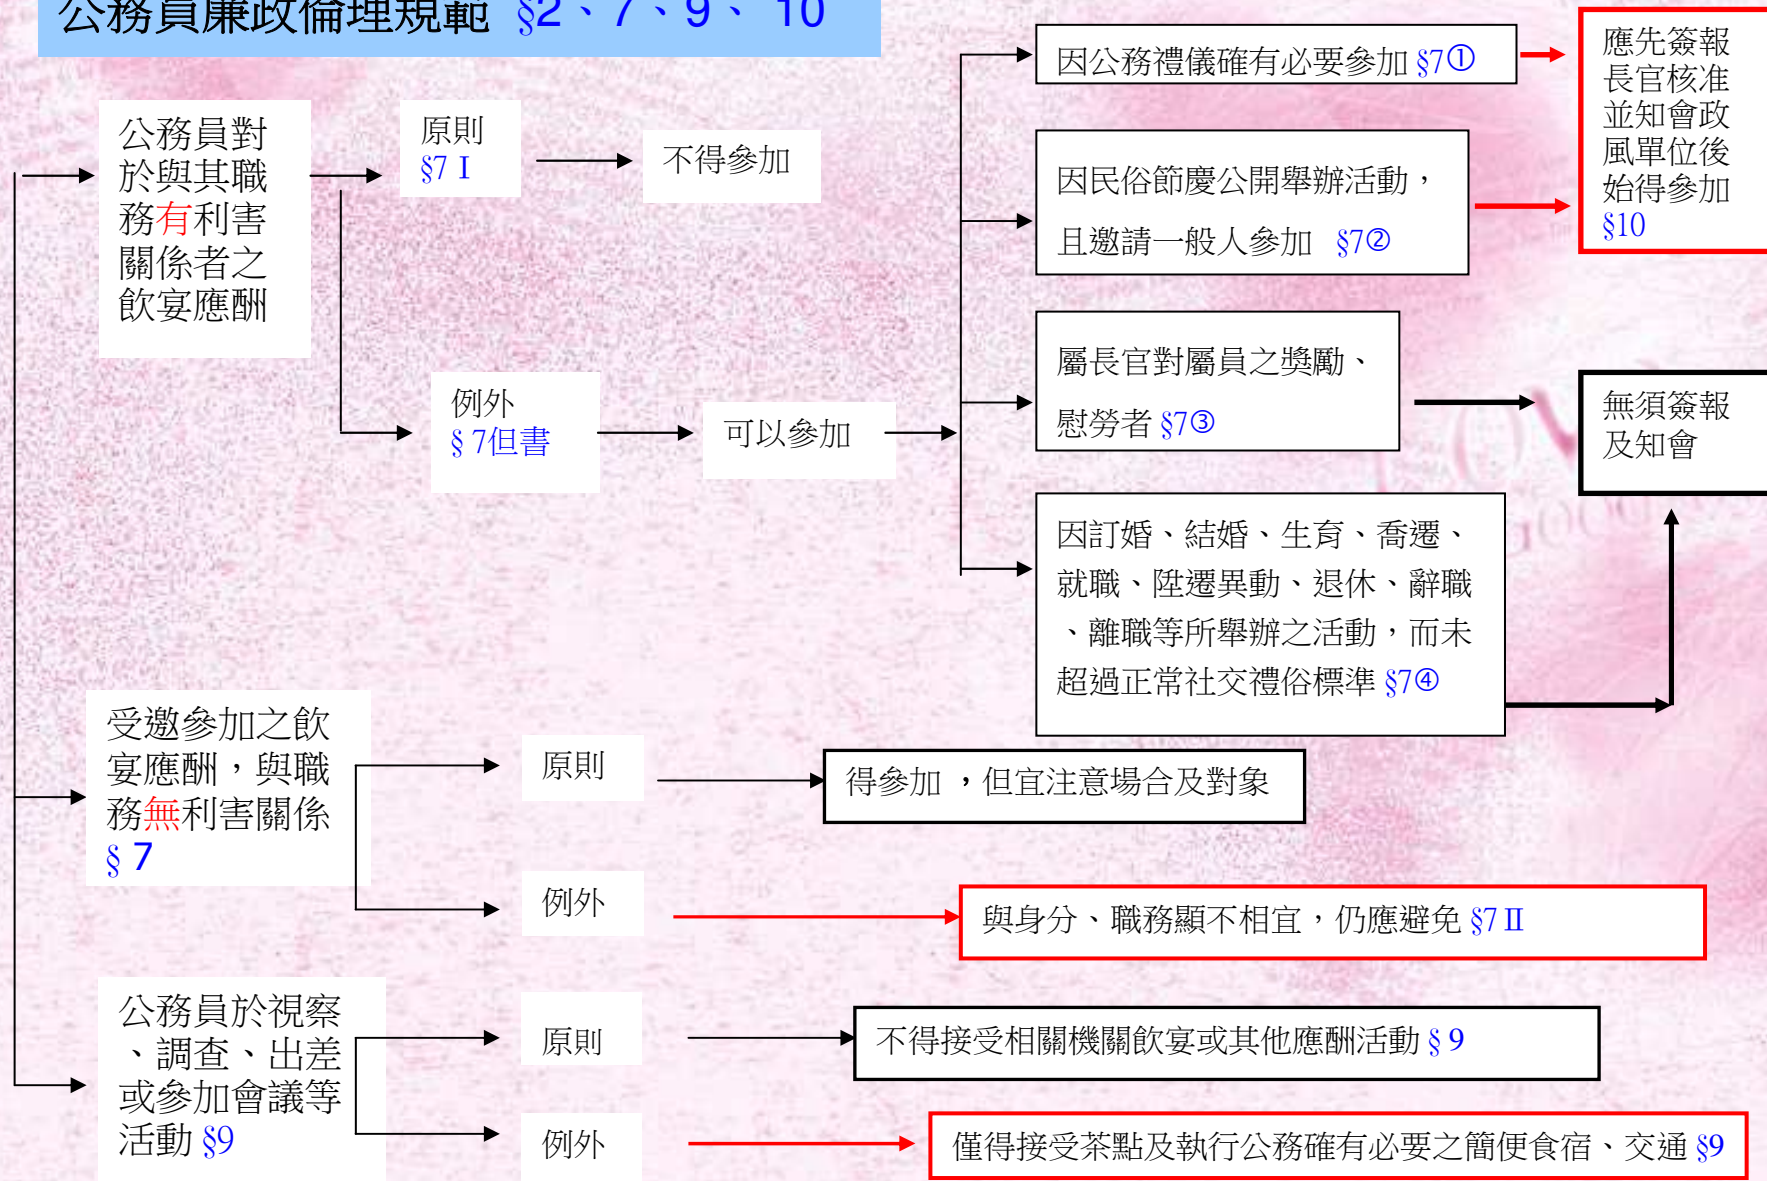 公務員廉政倫理規範 §2、7、9、 10
公務員對
於與其職
務有利害
關係者之
飲宴應酬
原則
§7 I
不得參加
例外
§ 7但書
可以參加
因公務禮儀確有必要參加 §7①
因民俗節慶公開舉辦活動，
且邀請一般人參加 §7②
應先簽報
長官核准
並知會政
風單位後
始得參加
§10
屬長官對屬員之獎勵、
慰勞者 §7③
因訂婚、結婚、生育、喬遷、
就職、陞遷異動、退休、辭職
、離職等所舉辦之活動，而未
超過正常社交禮俗標準 §7④
無須簽報
及知會
受邀參加之飲
宴應酬，與職
務無利害關係
§ 7
原則
得參加 ，但宜注意場合及對象
例外
與身分、職務顯不相宜，仍應避免 §7 II
公務員於視察
、調查、出差
或參加會議等
活動 §9
原則
不得接受相關機關飲宴或其他應酬活動 § 9
例外
僅得接受茶點及執行公務確有必要之簡便食宿、交通 §9